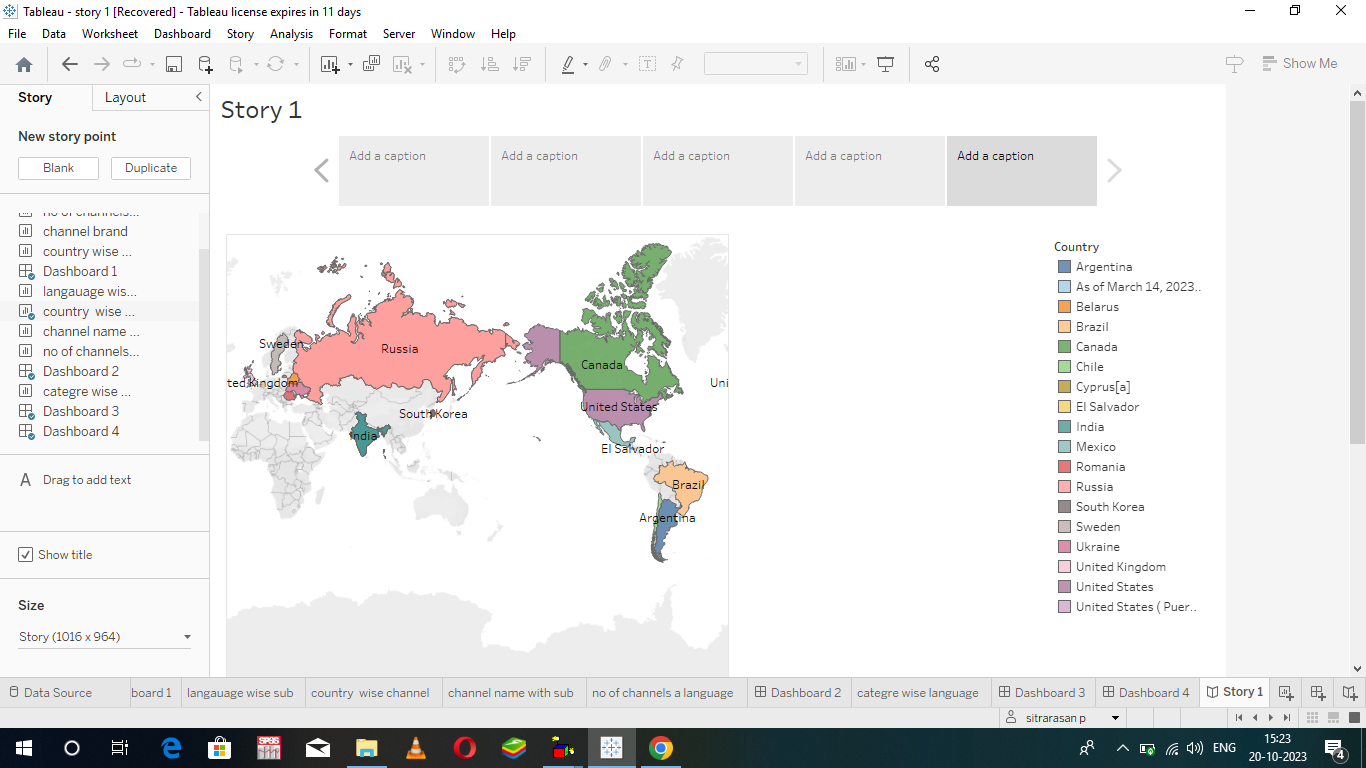 Tableau - story 1 [Recovered] - Tableau license expires in 11 days
File Data Worksheet Dashboard Story Analysis Format Server Window Help
Show Me
Story Layout
New story point
Blank Duplicate
no of channels...
channel brand
country wise ...
Dashboard 1
langauage wis...
country wise ...
channel name ...
no of channels...
Dashboard 2
categre wise ...
Dashboard 3
Dashboard 4
A Drag to add text
Show title
Size
Story (1016 x 964)
Story 1
Add a caption Add a caption Add a caption Add a caption Add a caption
Sweden
Russia
Canada
ted Kingdom
Uni
United States
South Korea
India
El Salvador
Brazil
Argentina
Country
Argentina
As of March 14, 2023..
Belarus
Brazil
Canada
Chile
Cyprus[a]
El Salvador
India
Mexico
Romania
Russia
South Korea
Sweden
Ukraine
United Kingdom
United States
United States ( Puer..
Data Source board 1 langauage wise sub country wise channel channel name with sub no of channels a language Dashboard 2 categre wise language Dashboard 3 Dashboard 4 Story 1
sitrarasan p
SPSS
ENG
15:23
20-10-2023
4